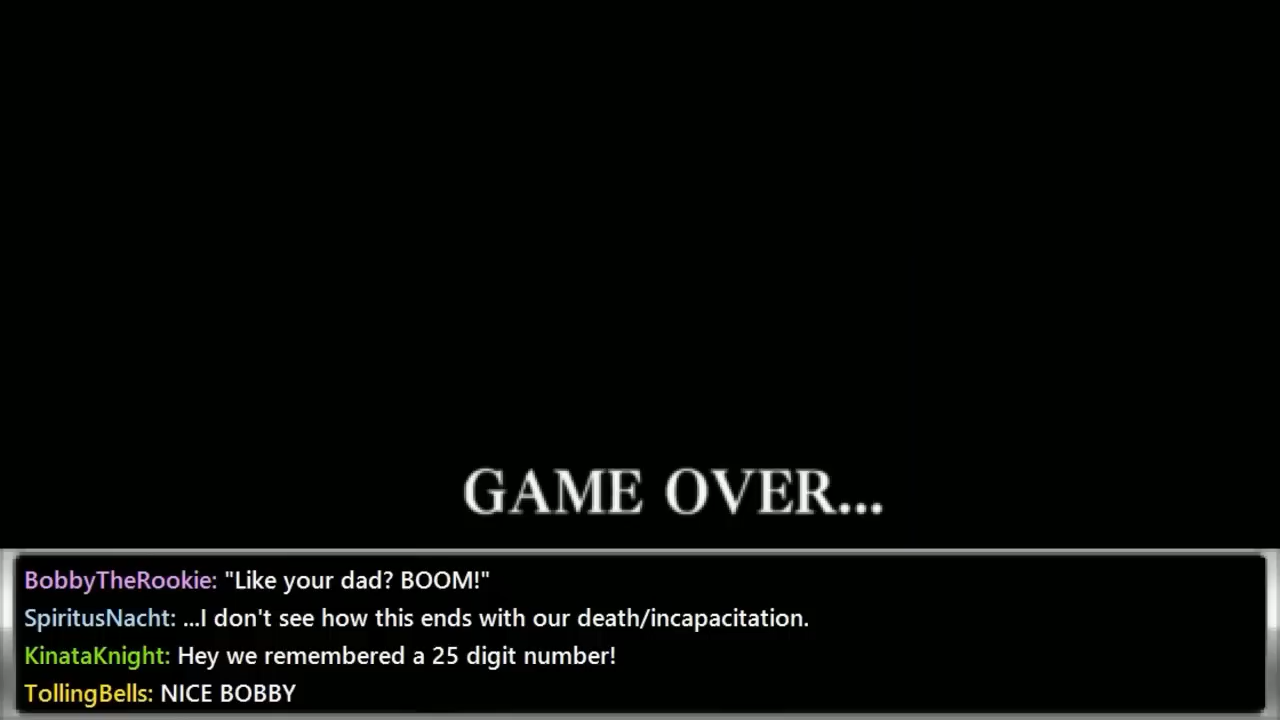 GAME OVER...
BobbyTheRookie: "Like your dad? BOOM!"
SpiritusNacht: ...I don't see how this ends with our death/incapacitation.
KinataKnight: Hey we remembered a 25 digit number!
TollingBells: NICE BOBBY